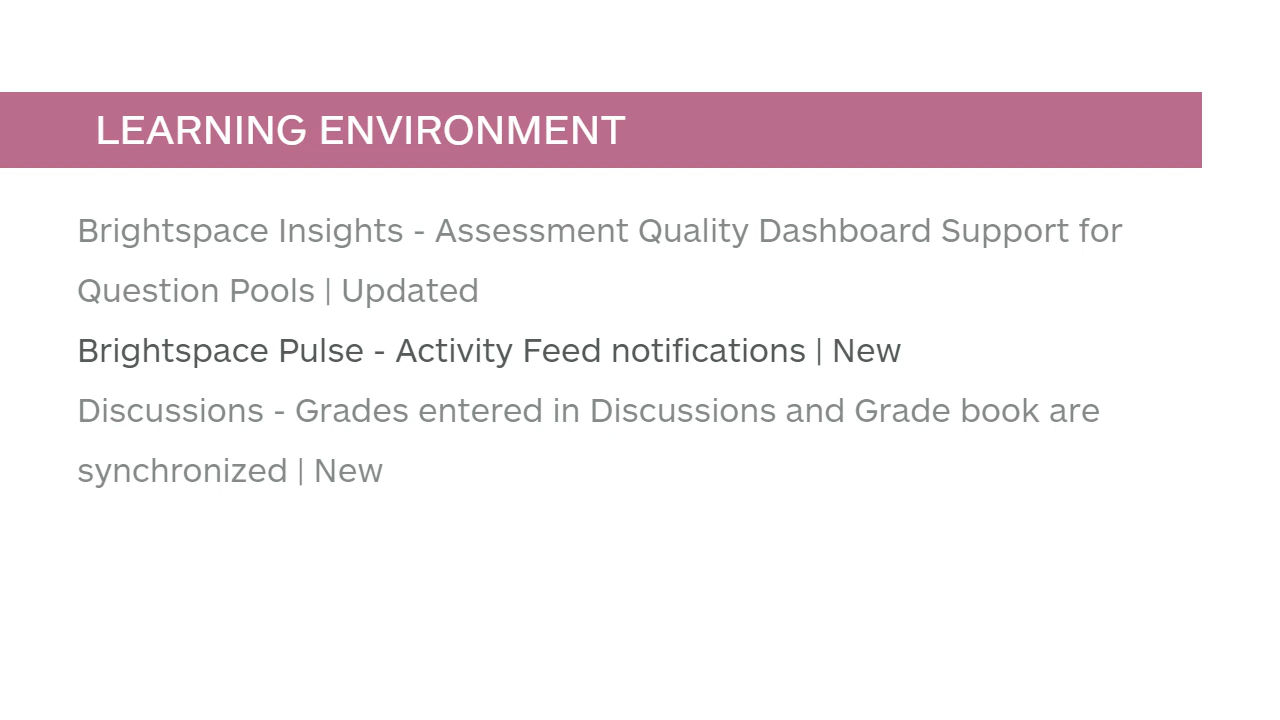 LEARNING ENVIRONMENT
Brightspace Insights - Assessment Quality Dashboard Support for
Question Pools | Updated
Brightspace Pulse - Activity Feed notifications | New
Discussions - Grades entered in Discussions and Grade book are
synchronized | New